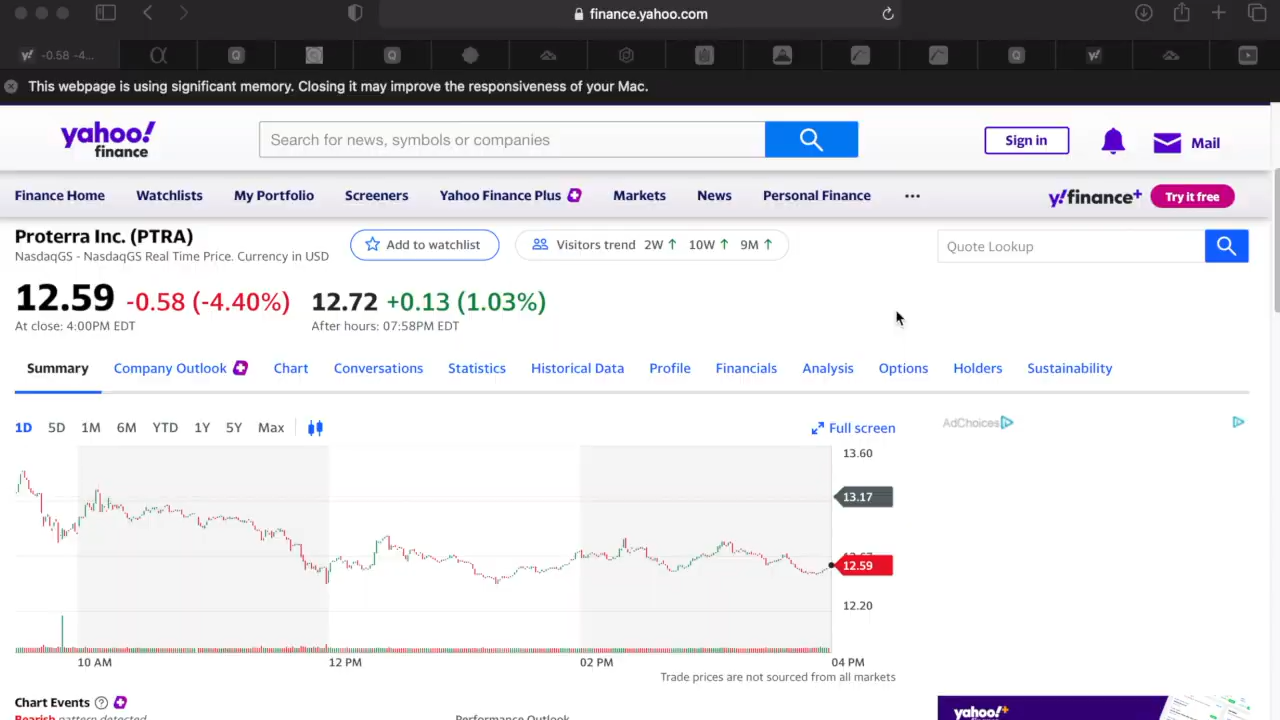 finance.yahoo.com
-0.58 -4...
This webpage is using significant memory. Closing it may improve the responsiveness of your Mac.
yahoo!
finance
Search for news, symbols or companies
Sign in
Mail
Finance Home Watchlists My Portfolio Screeners Yahoo Finance Plus Markets News Personal Finance ... y!finance+ Try it free
Proterra Inc. (PTRA)
NasdaqGS - NasdaqGS Real Time Price. Currency in USD
Add to watchlist
Visitors trend 2W ↑ 10W ↑ 9M ↑
Quote Lookup
12.59 -0.58 (-4.40%) 12.72 +0.13 (1.03%)
At close: 4:00PM EDT After hours: 07:58PM EDT
Summary Company Outlook Chart Conversations Statistics Historical Data Profile Financials Analysis Options Holders Sustainability
1D 5D 1M 6M YTD 1Y 5Y Max
Full screen
AdChoices
13.60
13.17
12.59
12.20
10 AM 12 PM 02 PM 04 PM
Trade prices are not sourced from all markets
Chart Events
Bearish pattern detected
Performance Outlook
yahoo!+